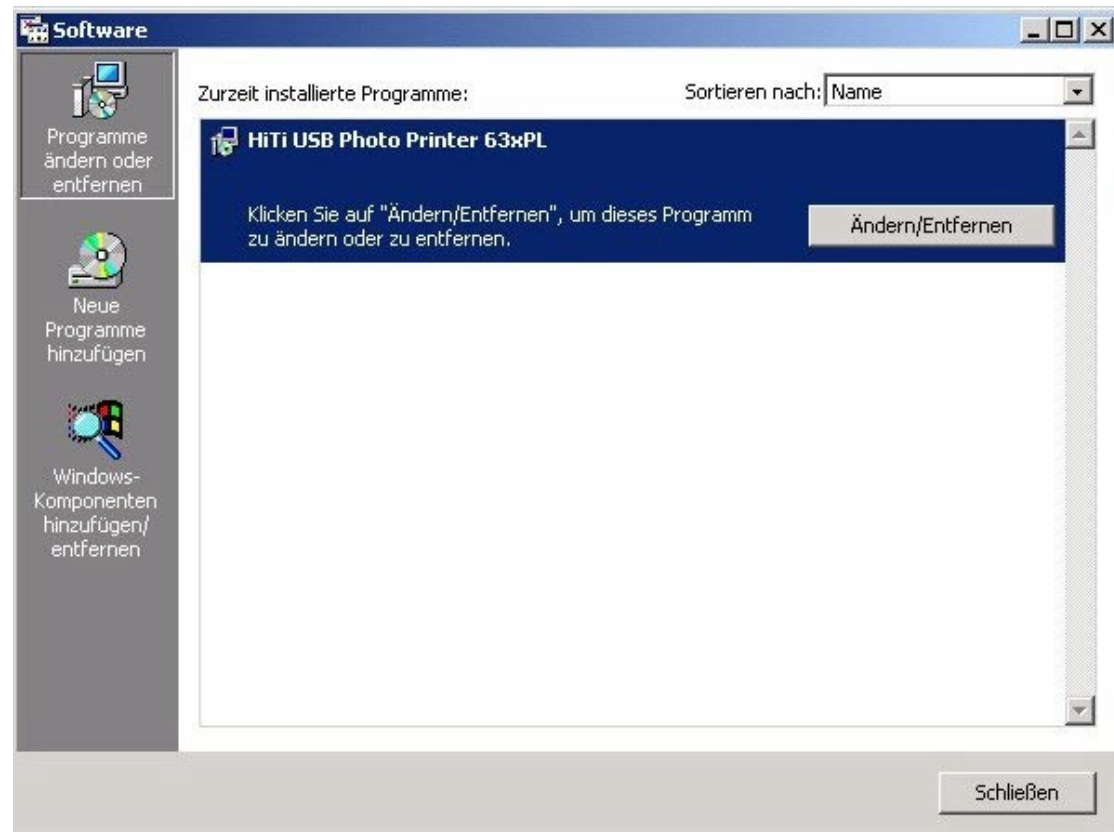 Software
Programme
ändern oder
entfernen
Neue
Programme
hinzufügen
Windows-
Komponenten
hinzufügen/
entfernen
Zurzeit installierte Programme:
Sortieren nach: Name
HiTi USB Photo Printer 63xPL
Klicken Sie auf "Ändern/Entfernen", um dieses Programm
zu ändern oder zu entfernen.
Ändern/Entfernen
Schließen